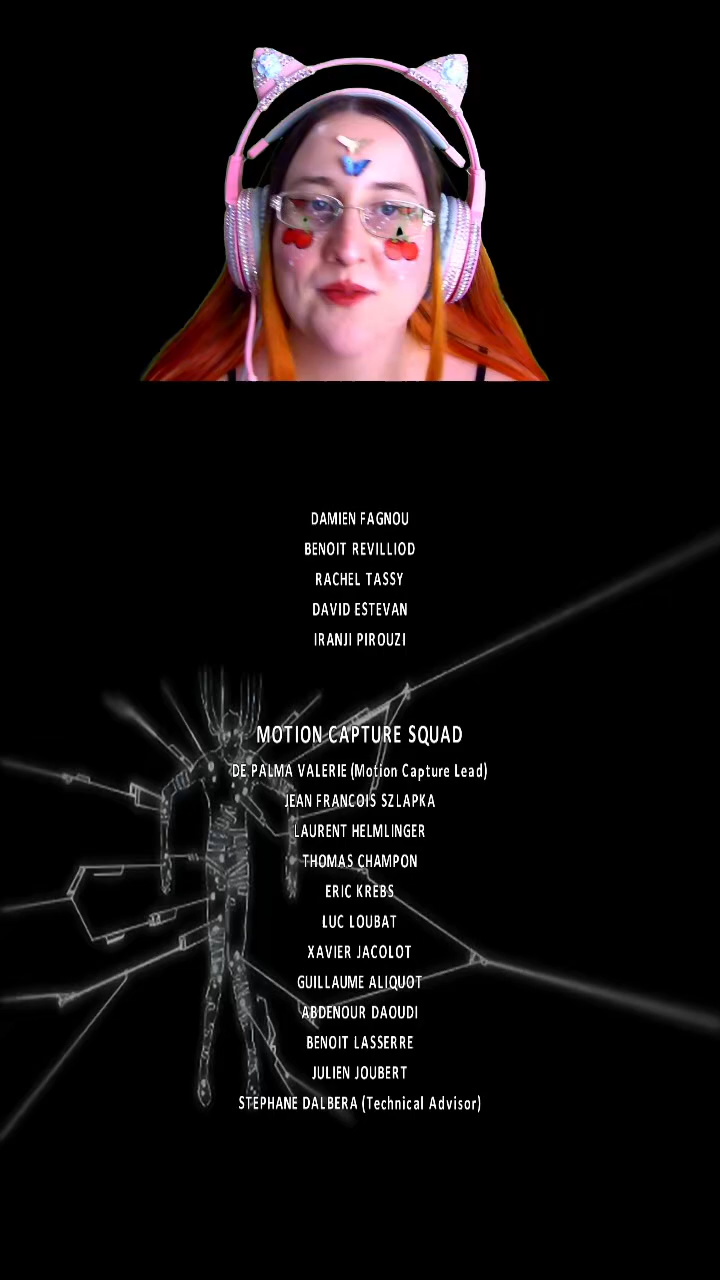 DAMIEN FAGNOU
BENOIT REVILLIOD
RACHEL TASSY
DAVID ESTEVAN
IRANJI PIROUZI
MOTION CAPTURE SQUAD
DE PALMA VALERIE (Motion Capture Lead)
JEAN FRANCOIS SZLAPKA
LAURENT HELMLINGER
THOMAS CHAMPON
ERIC KREBS
LUC LOUBAT
XAVIER JACOLOT
GUILLAUME ALIQUOT
ABDENOUR DAOUDI
BENOIT LASSERRE
JULIEN JOUBERT
STEPHANE DALBERA (Technical Advisor)